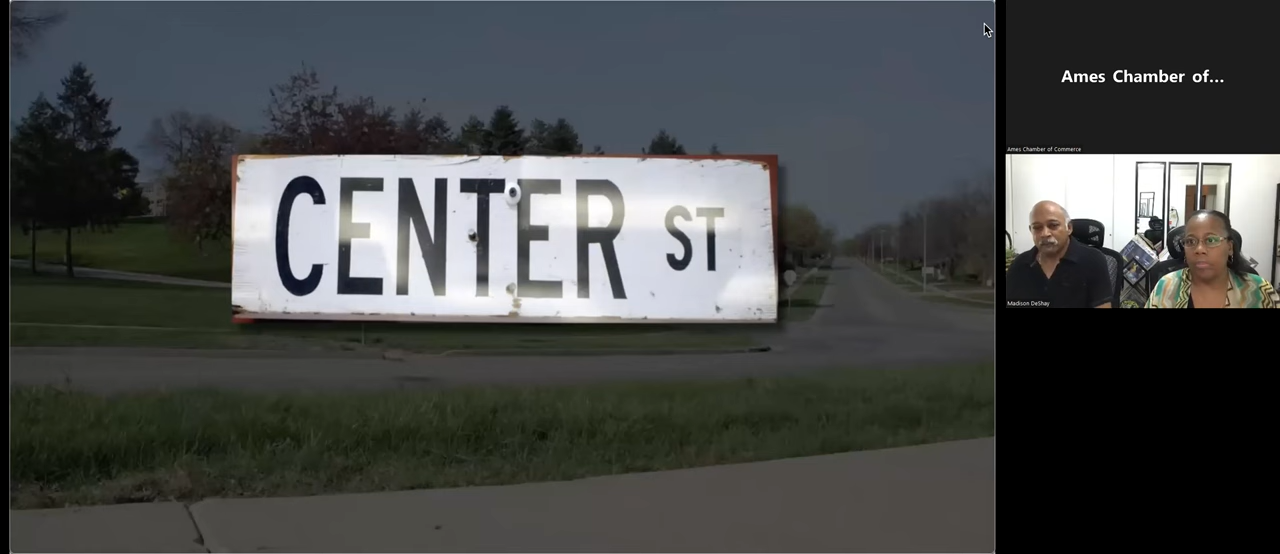 CENTER ST
Ames Chamber of...
Ames Chamber of Commerce
Madison DeShay